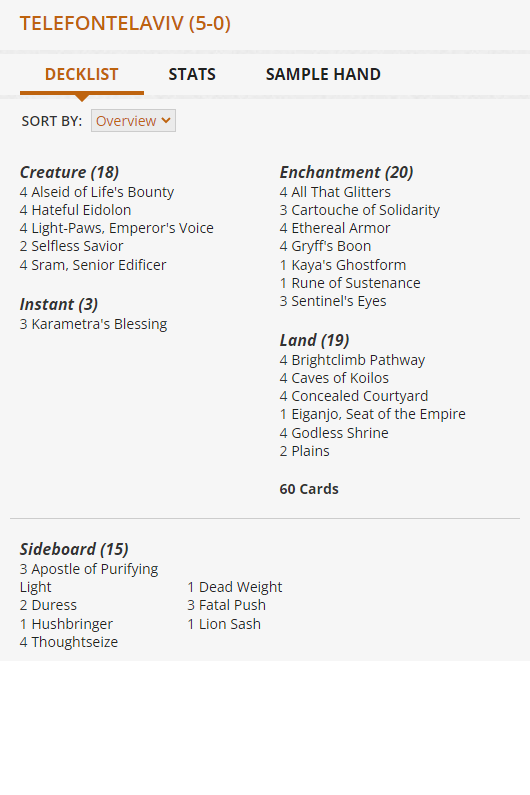 TELEFONTELAVIV (5-0)
DECKLIST
STATS
SAMPLE HAND
SORT BY: Overview
Creature (18)
4 Alseid of Life's Bounty
4 Hateful Eidolon
4 Light-Paws, Emperor's Voice
2 Selfless Savior
4 Sram, Senior Edificer
Instant (3)
3 Karametra's Blessing
Enchantment (20)
4 All That Glitters
3 Cartouche of Solidarity
4 Ethereal Armor
4 Gryff's Boon
1 Kaya's Ghostform
1 Rune of Sustenance
3 Sentinel's Eyes
Land (19)
4 Brightclimb Pathway
4 Caves of Koilos
4 Concealed Courtyard
1 Eiganjo, Seat of the Empire
4 Godless Shrine
2 Plains
60 Cards
Sideboard (15)
3 Apostle of Purifying
Light
2 Duress
1 Hushbringer
4 Thoughtseize
1 Dead Weight
3 Fatal Push
1 Lion Sash